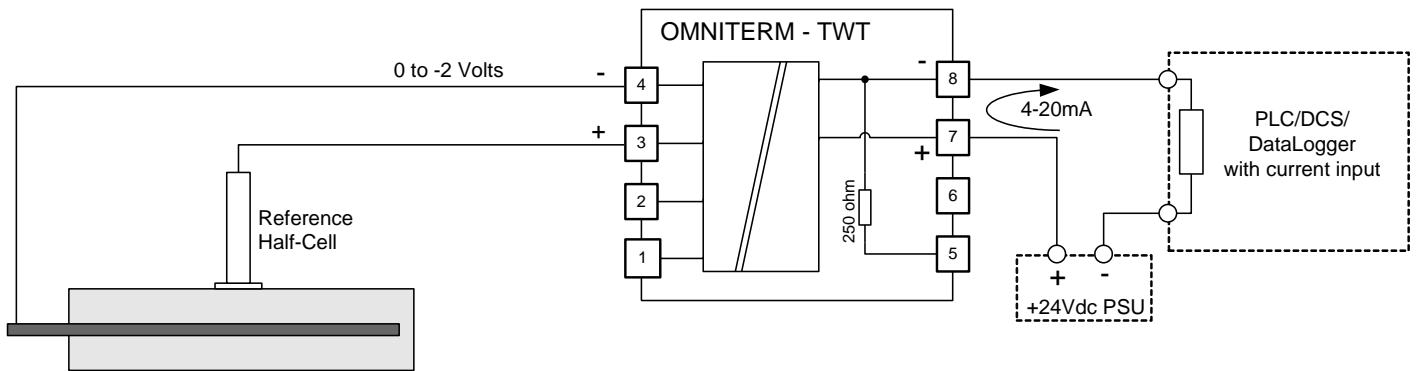 OMNITERM - TWT
0 to -2 Volts
-
4
+
3
2
1
Reference
Half-Cell
250 ohm
-
8
7
+
6
5
4-20mA
PLC/DCS/
DataLogger
with current input
+ -
+24Vdc PSU